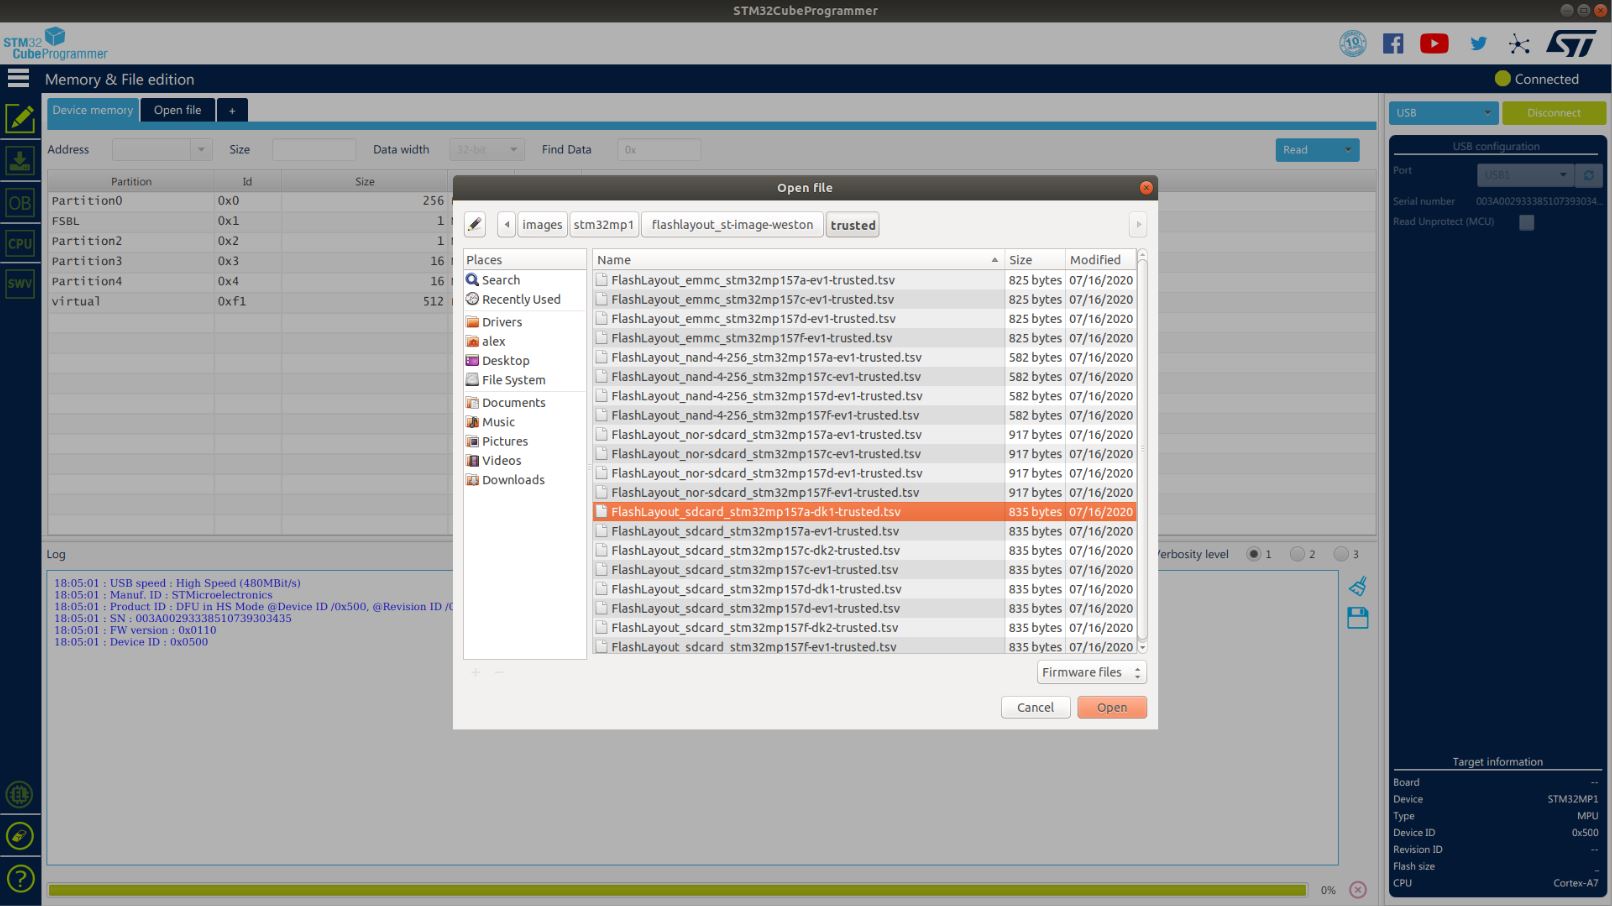 STM32CubeProgrammer
STM32
CubeProgrammer
10
Memory & File edition
Connected
Device memory
Open file
+
USB
Disconnect
Address
Size
Data width
32-bit
Find Data
0x
Read
Partition Id Size
Partition0 0x0 256
FSBL 0x1 1
Partition2 0x2 1
Partition3 0x3 16
Partition4 0x4 16
virtual 0xf1 512
OB
CPU
SWV
Open file
images
stm32mp1
flashlayout_st-image-weston
trusted
Places
Search
Recently Used
Drivers
alex
Desktop
File System
Documents
Music
Pictures
Videos
Downloads
Name Size Modified
FlashLayout_emmc_stm32mp157a-ev1-trusted.tsv 825 bytes 07/16/2020
FlashLayout_emmc_stm32mp157c-ev1-trusted.tsv 825 bytes 07/16/2020
FlashLayout_emmc_stm32mp157d-ev1-trusted.tsv 825 bytes 07/16/2020
FlashLayout_emmc_stm32mp157f-ev1-trusted.tsv 825 bytes 07/16/2020
FlashLayout_nand-4-256_stm32mp157a-ev1-trusted.tsv 582 bytes 07/16/2020
FlashLayout_nand-4-256_stm32mp157c-ev1-trusted.tsv 582 bytes 07/16/2020
FlashLayout_nand-4-256_stm32mp157d-ev1-trusted.tsv 582 bytes 07/16/2020
FlashLayout_nand-4-256_stm32mp157f-ev1-trusted.tsv 582 bytes 07/16/2020
FlashLayout_nor-sdcard_stm32mp157a-ev1-trusted.tsv 917 bytes 07/16/2020
FlashLayout_nor-sdcard_stm32mp157c-ev1-trusted.tsv 917 bytes 07/16/2020
FlashLayout_nor-sdcard_stm32mp157d-ev1-trusted.tsv 917 bytes 07/16/2020
FlashLayout_nor-sdcard_stm32mp157f-ev1-trusted.tsv 917 bytes 07/16/2020
FlashLayout_sdcard_stm32mp157a-dk1-trusted.tsv 835 bytes 07/16/2020
FlashLayout_sdcard_stm32mp157a-ev1-trusted.tsv 835 bytes 07/16/2020
FlashLayout_sdcard_stm32mp157c-dk2-trusted.tsv 835 bytes 07/16/2020
FlashLayout_sdcard_stm32mp157c-ev1-trusted.tsv 835 bytes 07/16/2020
FlashLayout_sdcard_stm32mp157d-dk1-trusted.tsv 835 bytes 07/16/2020
FlashLayout_sdcard_stm32mp157d-ev1-trusted.tsv 835 bytes 07/16/2020
FlashLayout_sdcard_stm32mp157f-dk2-trusted.tsv 835 bytes 07/16/2020
FlashLayout_sdcard_stm32mp157f-ev1-trusted.tsv 835 bytes 07/16/2020
Firmware files
Cancel
Open
USB configuration
Port USB1
Serial number 003A002933385107393034...
Read Unprotect (MCU)
Log
Verbosity level 1 2 3
18:05:01 : USB speed : High Speed (480MBit/s)
18:05:01 : Manuf. ID : STMicroelectronics
18:05:01 : Product ID : DFU in HS Mode @Device ID /0x500, @Revision ID /0
18:05:01 : SN : 003A00293338510739303435
18:05:01 : FW version : 0x0110
18:05:01 : Device ID : 0x0500
0%
Target information
Board --
Device STM32MP1
Type MPU
Device ID 0x500
Revision ID --
Flash size _
CPU Cortex-A7